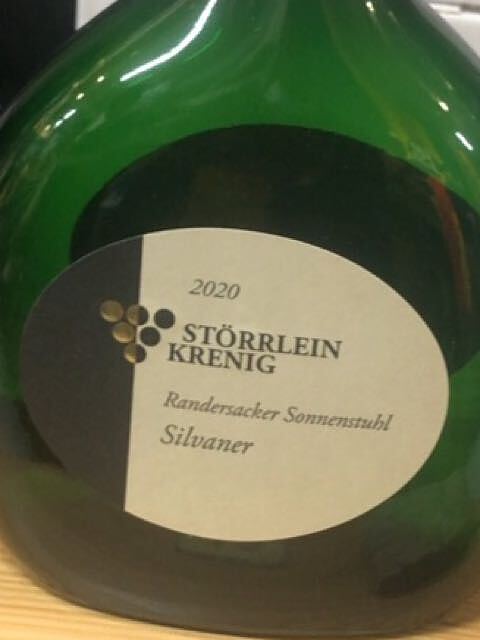 2020
STÖRRLEIN
KRENIG
Randersacker Sonnenstuhl
Silvaner